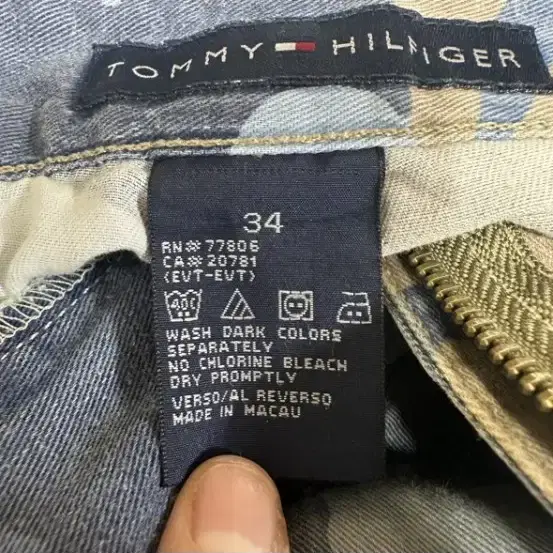 TOMMY HILFIGER
34
RN# 77806
CA# 20781
(EVT-EVT)
40C
WASH DARK COLORS
SEPARATELY
NO CHLORINE BLEACH
DRY PROMPTLY
VERSO/AL REVERSO
MADE IN MACAU